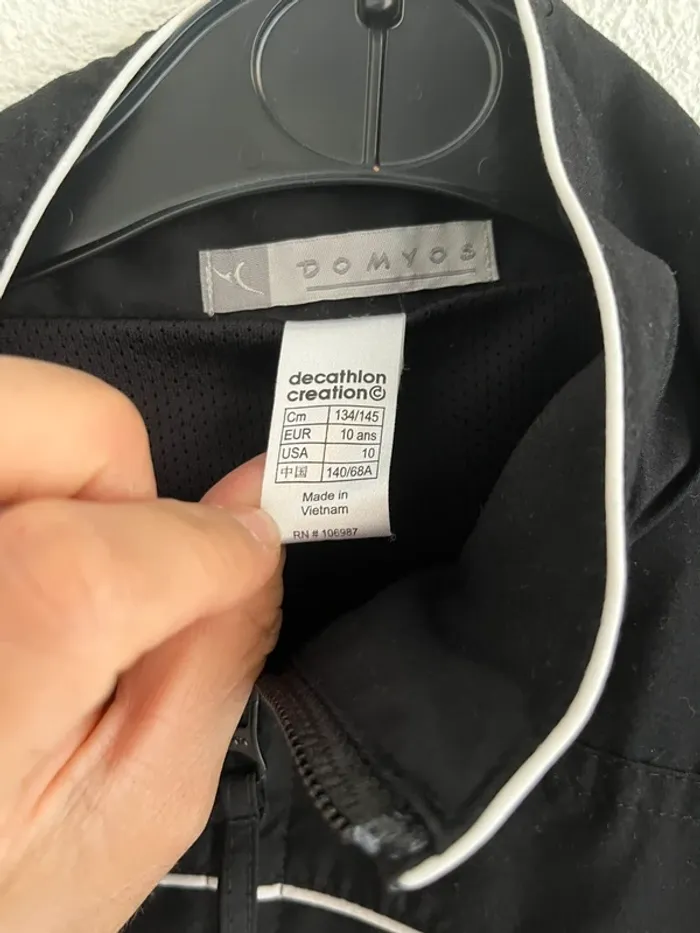 DOMYOS
decathlon
creation©
Cm 134/145
EUR 10 ans
USA 10
中国 140/68A
Made in
Vietnam
RN # 106987